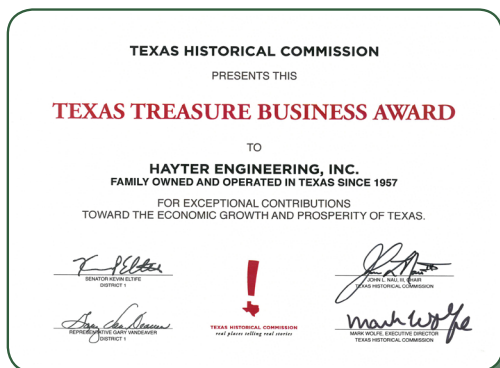 TEXAS HISTORICAL COMMISSION
PRESENTS THIS
TEXAS TREASURE BUSINESS AWARD
TO
HAYTER ENGINEERING, INC.
FAMILY OWNED AND OPERATED IN TEXAS SINCE 1957
FOR EXCEPTIONAL CONTRIBUTIONS
TOWARD THE ECONOMIC GROWTH AND PROSPERITY OF TEXAS.
SENATOR KEVIN ELTIFE
DISTRICT 1
JOHN L. NAU, III, CHAIR
TEXAS HISTORICAL COMMISSION
REPRESENTATIVE GARY VANDEAVER
DISTRICT 1
TEXAS HISTORICAL COMMISSION
real places telling real stories
Mark Wolfe
MARK WOLFE, EXECUTIVE DIRECTOR
TEXAS HISTORICAL COMMISSION